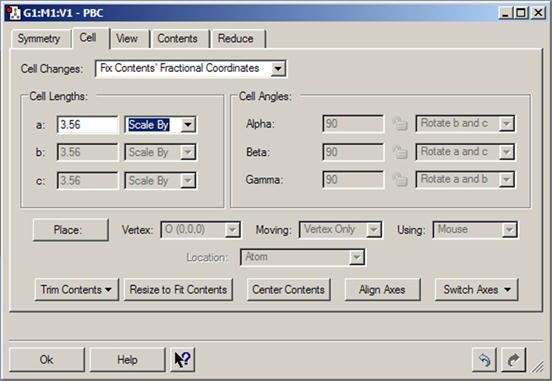 G1:M1:V1 - PBC
Symmetry Cell View Contents Reduce
Cell Changes: Fix Contents' Fractional Coordinates
Cell Lengths: Cell Angles:
a: 3.56 Scale By Alpha: 90 Rotate b and c
b: 3.56 Scale By Beta: 90 Rotate a and c
c: 3.56 Scale By Gamma: 90 Rotate a and b
Place: Vertex: O (0,0,0) Moving: Vertex Only Using: Mouse
Location: Atom
Trim Contents Resize to Fit Contents Center Contents Align Axes Switch Axes
Ok Help ?